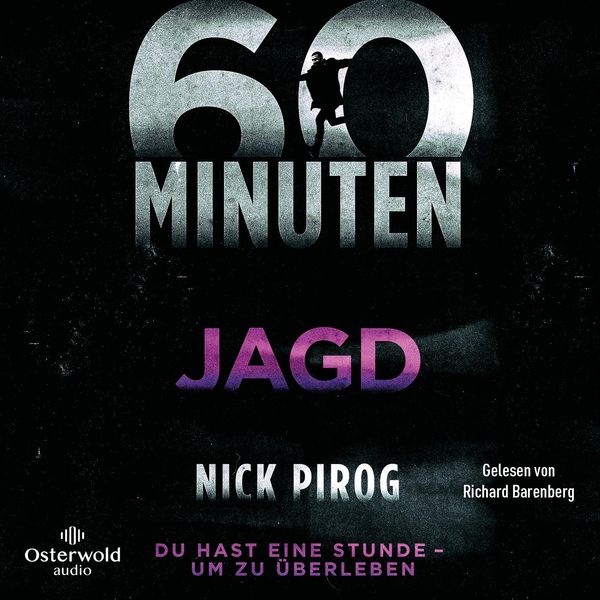 60
MINUTEN
JAGD
NICK PIROG
Gelesen von
Richard Barenberg
Osterwold
audio
DU HAST EINE STUNDE –
UM ZU ÜBERLEBEN